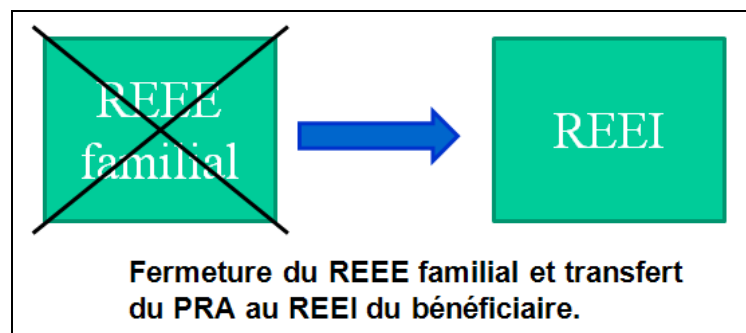 REEE
familial
REEI
Fermeture du REEE familial et transfert
du PRA au REEI du bénéficiaire.